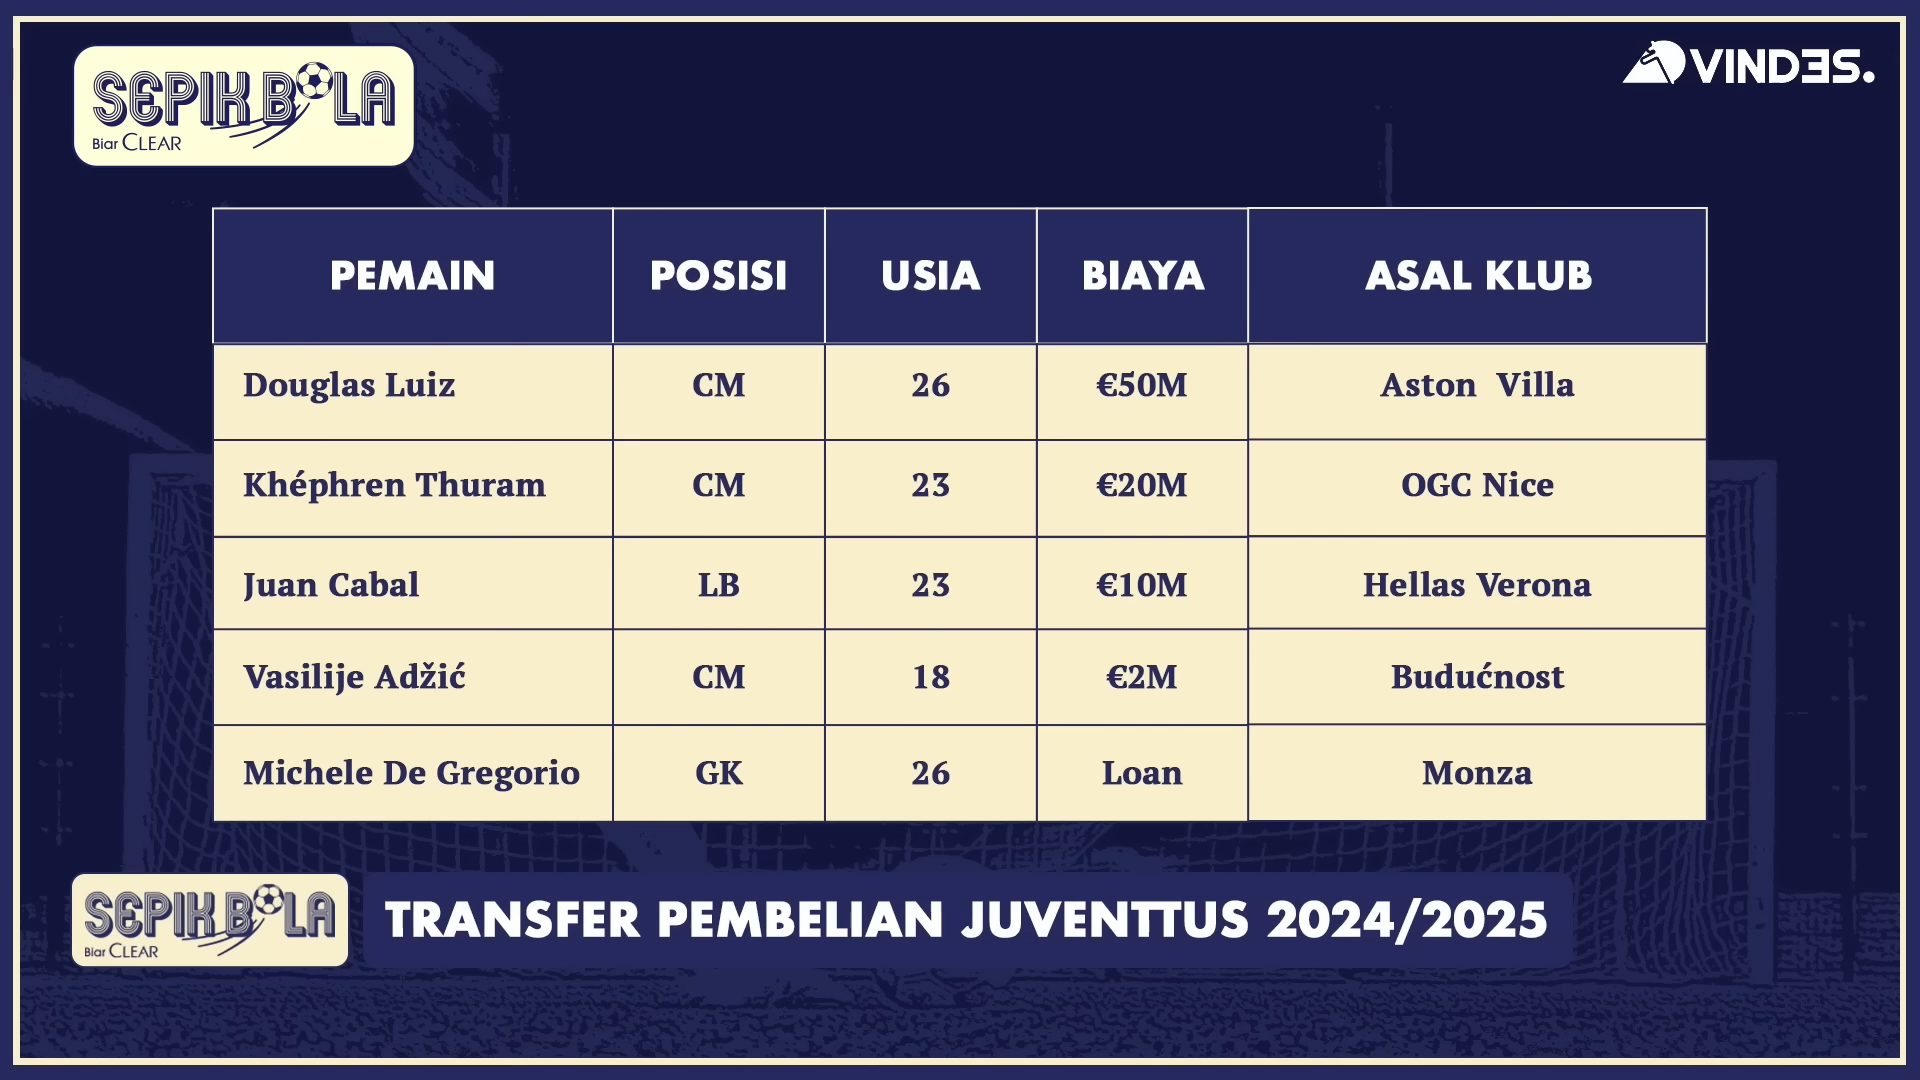 SEPIK BOLA
Biar CLEAR
VINDES.
PEMAIN POSISI USIA BIAYA ASAL KLUB
Douglas Luiz CM 26 €50M Aston Villa
Khéphren Thuram CM 23 €20M OGC Nice
Juan Cabal LB 23 €10M Hellas Verona
Vasilije Adžić CM 18 €2M Budućnost
Michele De Gregorio GK 26 Loan Monza
SEPIK BOLA
Biar CLEAR
TRANSFER PEMBELIAN JUVENTTUS 2024/2025